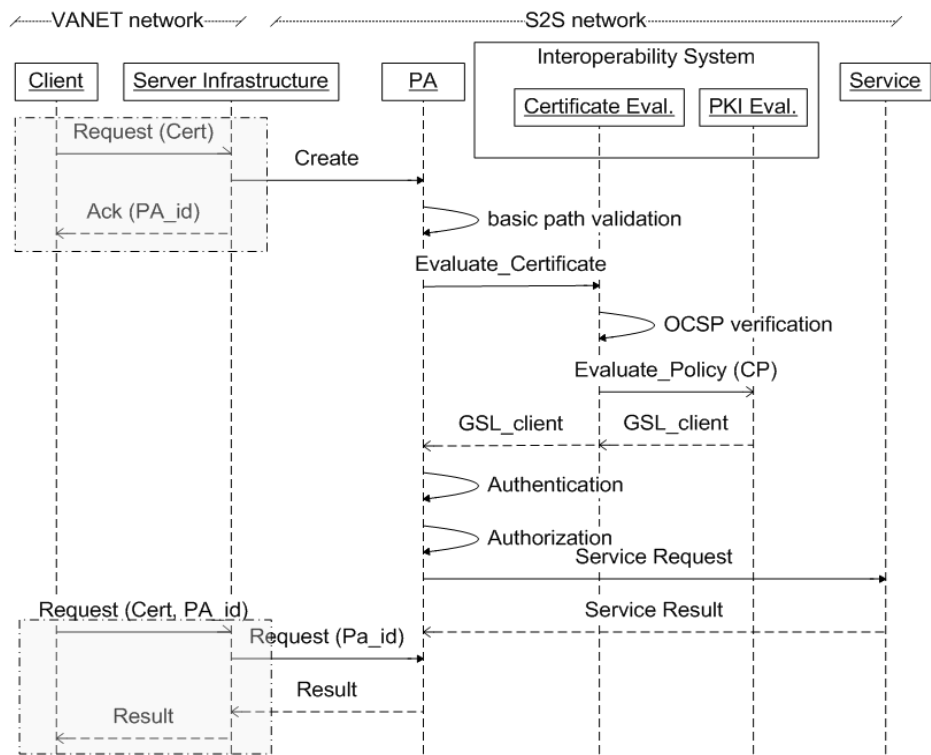 VANET network
S2S network
Interoperability System
Client
Server Infrastructure
PA
Certificate Eval.
PKI Eval.
Service
Request (Cert)
Create
Ack (PA_id)
basic path validation
Evaluate_Certificate
OCSP verification
Evaluate_Policy (CP)
GSL_client
GSL_client
Authentication
Authorization
Service Request
Request (Cert, PA_id)
Service Result
Request (Pa_id)
Result
Result